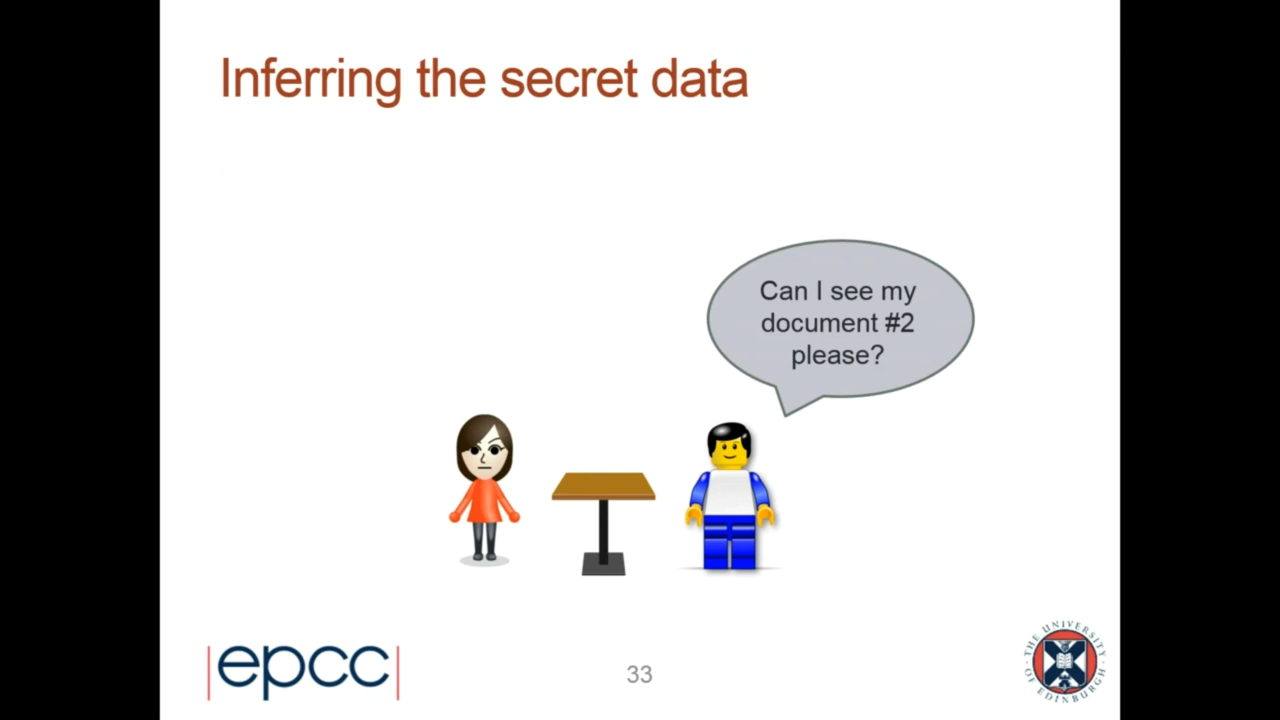 Inferring the secret data
Can I see my
document #2
please?
epcc
33
THE UNIVERSITY
OF EDINBURGH